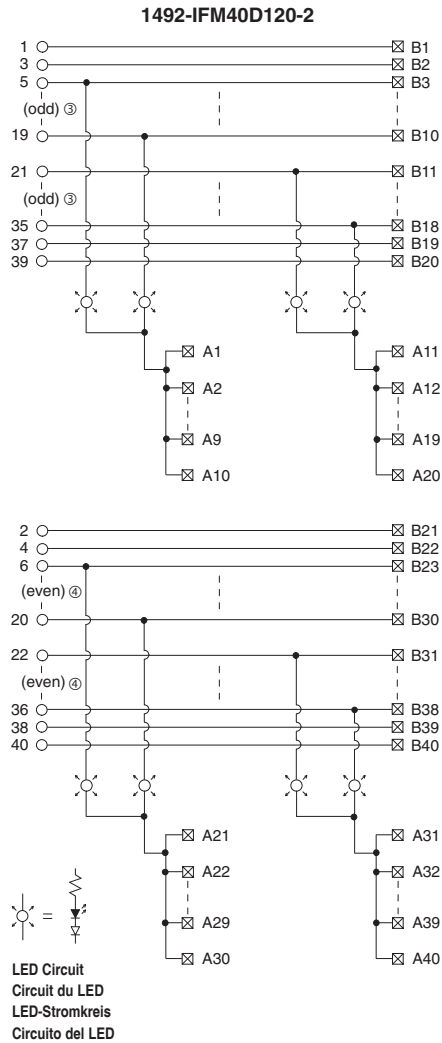 1492-IFM40D120-2
1 B1
3 B2
5 B3
(odd) ③
19 B10
21 B11
(odd) ③
35 B18
37 B19
39 B20
A1 A11
A2 A12
A9 A19
A10 A20
2 B21
4 B22
6 B23
(even) ④
20 B30
22 B31
(even) ④
36 B38
38 B39
40 B40
A21 A31
A22 A32
A29 A39
A30 A40
=
LED Circuit
Circuit du LED
LED-Stromkreis
Circuito del LED